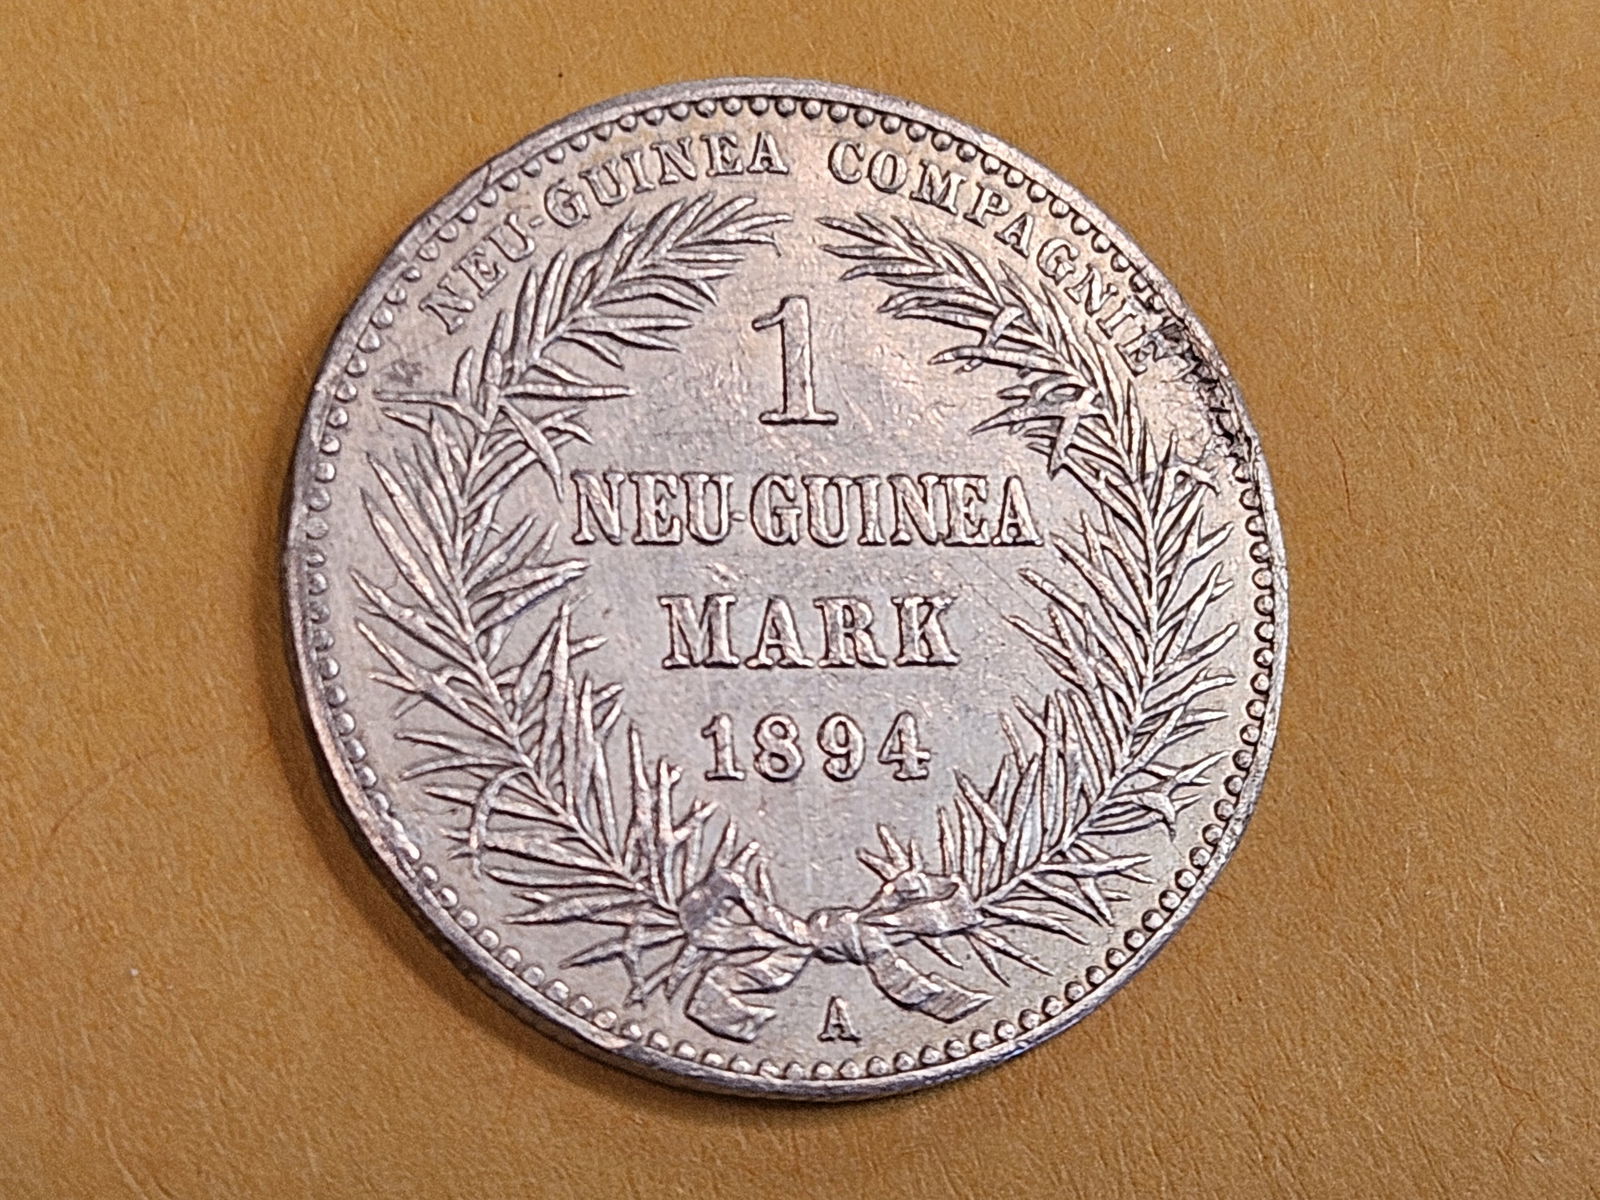 NEU-GUINEA COMPAGNIE
1
NEU-GUINEA
MARK
1894
A